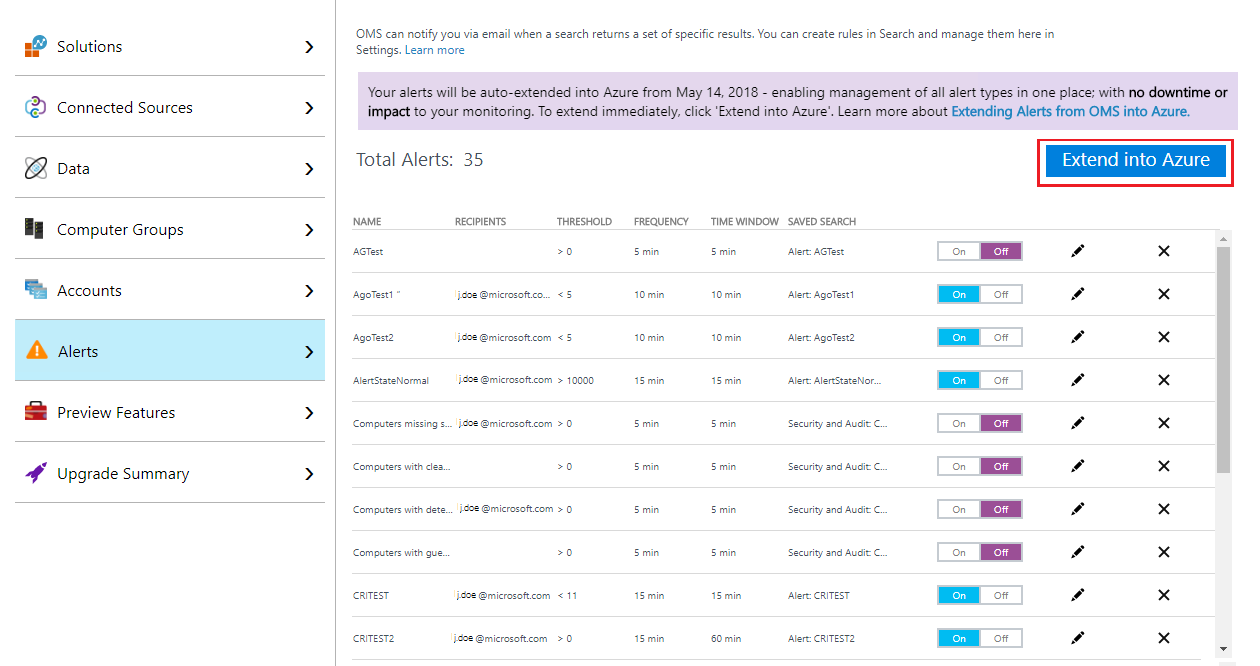 Solutions
Connected Sources
Data
Computer Groups
Accounts
Alerts
Preview Features
Upgrade Summary
OMS can notify you via email when a search returns a set of specific results. You can create rules in Search and manage them here in
Settings. Learn more
Your alerts will be auto-extended into Azure from May 14, 2018 - enabling management of all alert types in one place; with no downtime or
impact to your monitoring. To extend immediately, click 'Extend into Azure'. Learn more about Extending Alerts from OMS into Azure.
Total Alerts: 35
Extend into Azure
NAME RECIPIENTS THRESHOLD FREQUENCY TIME WINDOW SAVED SEARCH
AGTest > 0 5 min 5 min Alert: AGTest On Off
AgoTest1 " j.doe @microsoft.co... < 5 10 min 10 min Alert: AgoTest1 On Off
AgoTest2 j.doe @microsoft.com < 5 10 min 10 min Alert: AgoTest2 On Off
AlertStateNormal j.doe @microsoft.com > 10000 15 min 15 min Alert: AlertStateNor... On Off
Computers missing s... j.doe @microsoft.com > 0 5 min 5 min Security and Audit: C... On Off
Computers with clea... > 0 5 min 5 min Security and Audit: C... On Off
Computers with dete... j.doe @microsoft.com > 0 5 min 5 min Security and Audit: C... On Off
Computers with gue... > 0 5 min 5 min Security and Audit: C... On Off
CRITEST j.doe @microsoft.com < 11 15 min 15 min Alert: CRITEST On Off
CRITEST2 j.doe @microsoft.com > 0 15 min 60 min Alert: CRITEST2 On Off